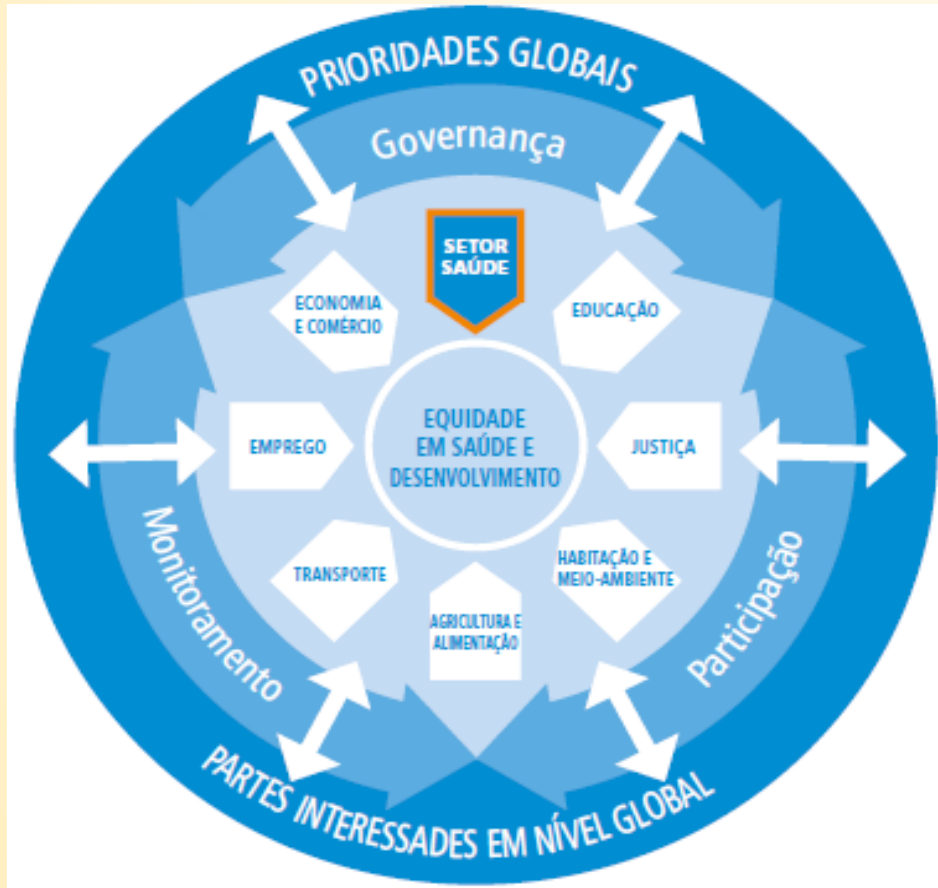 PRIORIDADES GLOBAIS
Governança
SETOR
SAÚDE
ECONOMIA
E COMÉRCIO
EDUCAÇÃO
EMPREGO
EQUIDADE
EM SAÚDE E
DESENVOLVIMENTO
JUSTIÇA
Monitoramento
TRANSPORTE
HABITAÇÃO E
MEIO-AMBIENTE
Participação
AGRICULTURA E
ALIMENTAÇÃO
PARTES INTERESSADES EM NÍVEL GLOBAL